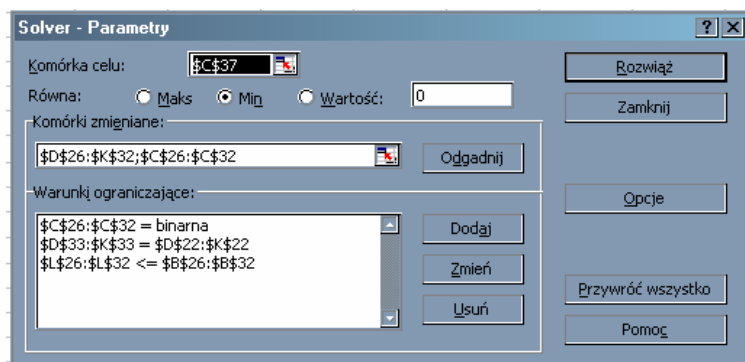 Solver - Parametry
Komórka celu: $C$37 Rozwiąż
Równa: Maks Min Wartość: 0 Zamknij
Komórki zmieniane:
$D$26:$K$32;$C$26:$C$32 Odgadnij
Warunki ograniczające: Opcje
$C$26:$C$32 = binarna Dodaj
$D$33:$K$33 = $D$22:$K$22
$L$26:$L$32 <= $B$26:$B$32 Zmień
Przywróć wszystko
Usuń
Pomoc